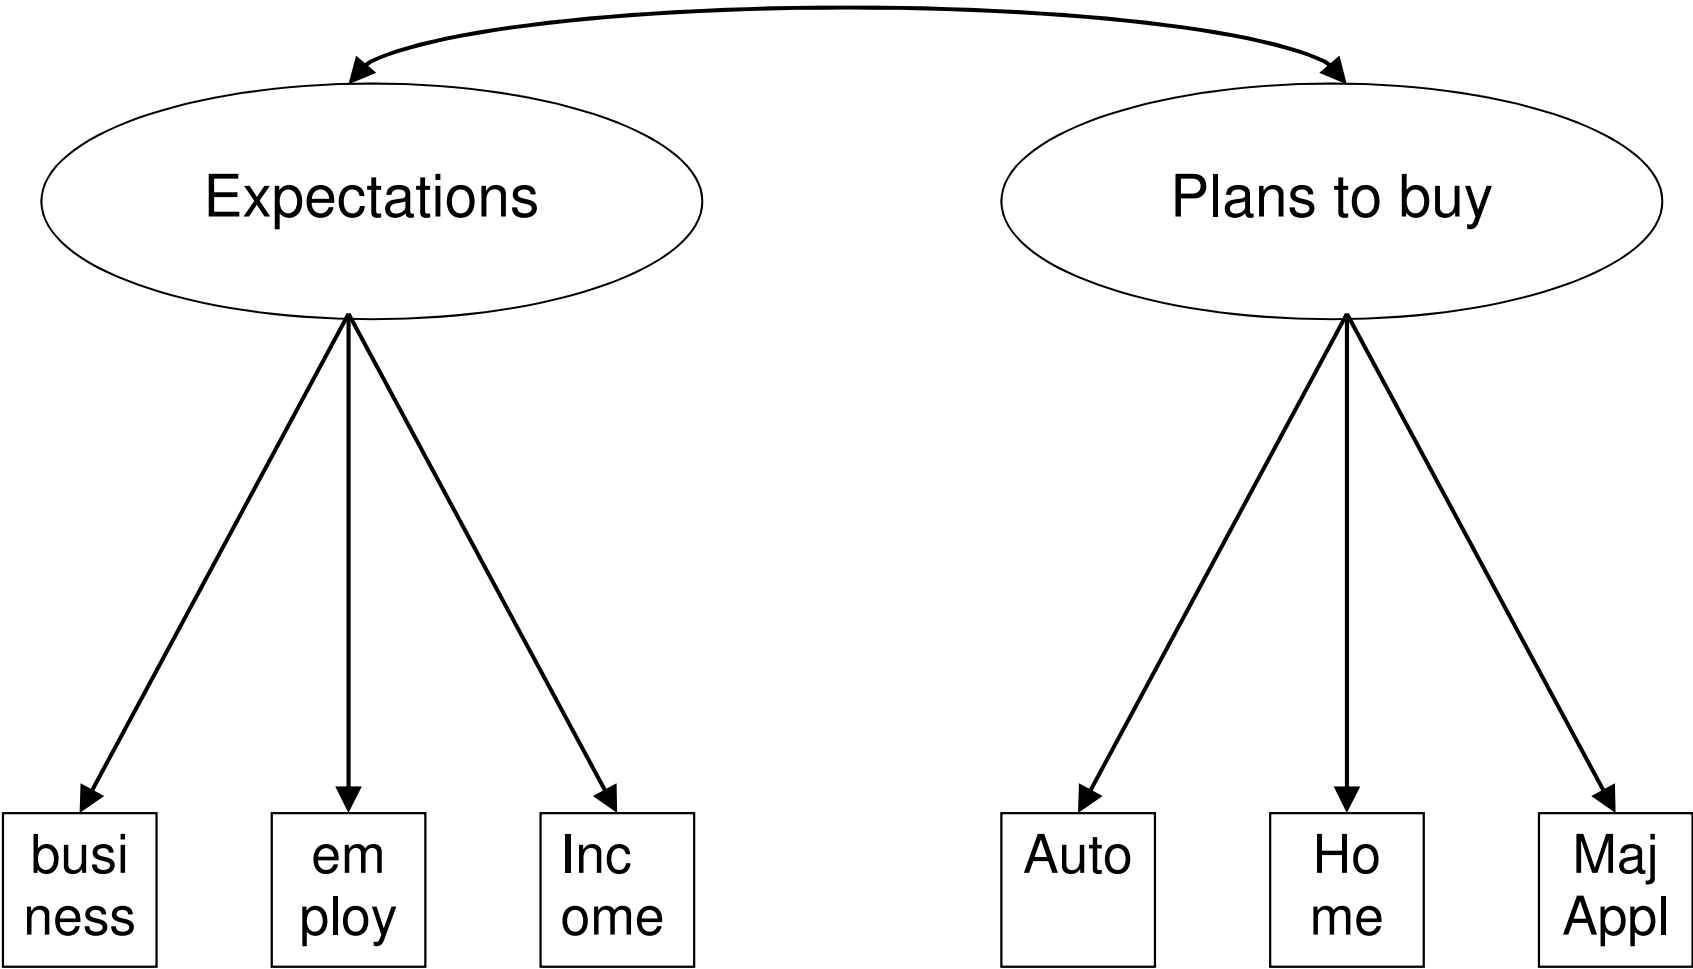 Expectations
Plans to buy
busi
ness
em
ploy
Inc
ome
Auto
Ho
me
Maj
Appl